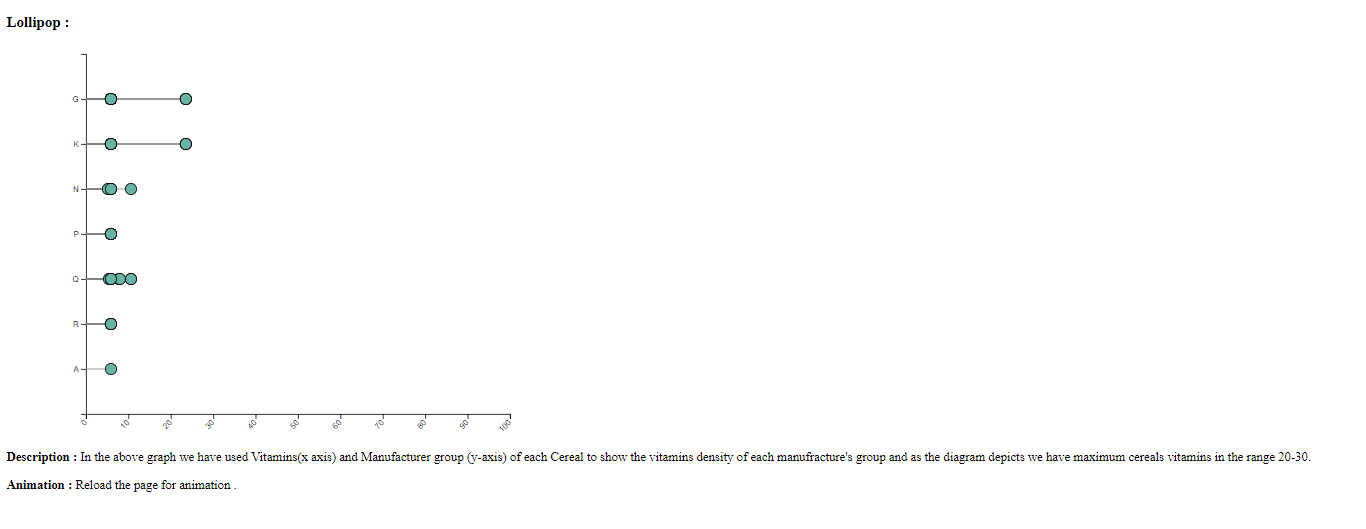 Lollipop :
G
K
N
P
Q
R
A
0 10 20 30 40 50 60 70 80 90 100
Description : In the above graph we have used Vitamins(x axis) and Manufacturer group (y-axis) of each Cereal to show the vitamins density of each manufracture's group and as the diagram depicts we have maximum cereals vitamins in the range 20-30.
Animation : Reload the page for animation .